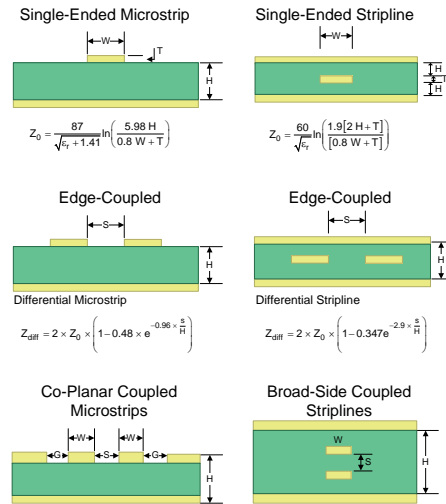 Single-Ended Microstrip
W
T
H
Z0 = 87/√(εr + 1.41) ln(5.98 H/(0.8 W + T))
Single-Ended Stripline
W
H
T
H
Z0 = 60/√εr ln(1.9[2 H+T]/[0.8 W+T])
Edge-Coupled
S
H
Differential Microstrip
Zdiff = 2 × Z0 × (1−0.48 × e^(−0.96 × s/H))
Edge-Coupled
S
H
Differential Stripline
Zdiff = 2 × Z0 × (1−0.347e^(−2.9 × s/H))
Co-Planar Coupled
Microstrips
W
W
G
S
G
H
Broad-Side Coupled
Striplines
W
S
H